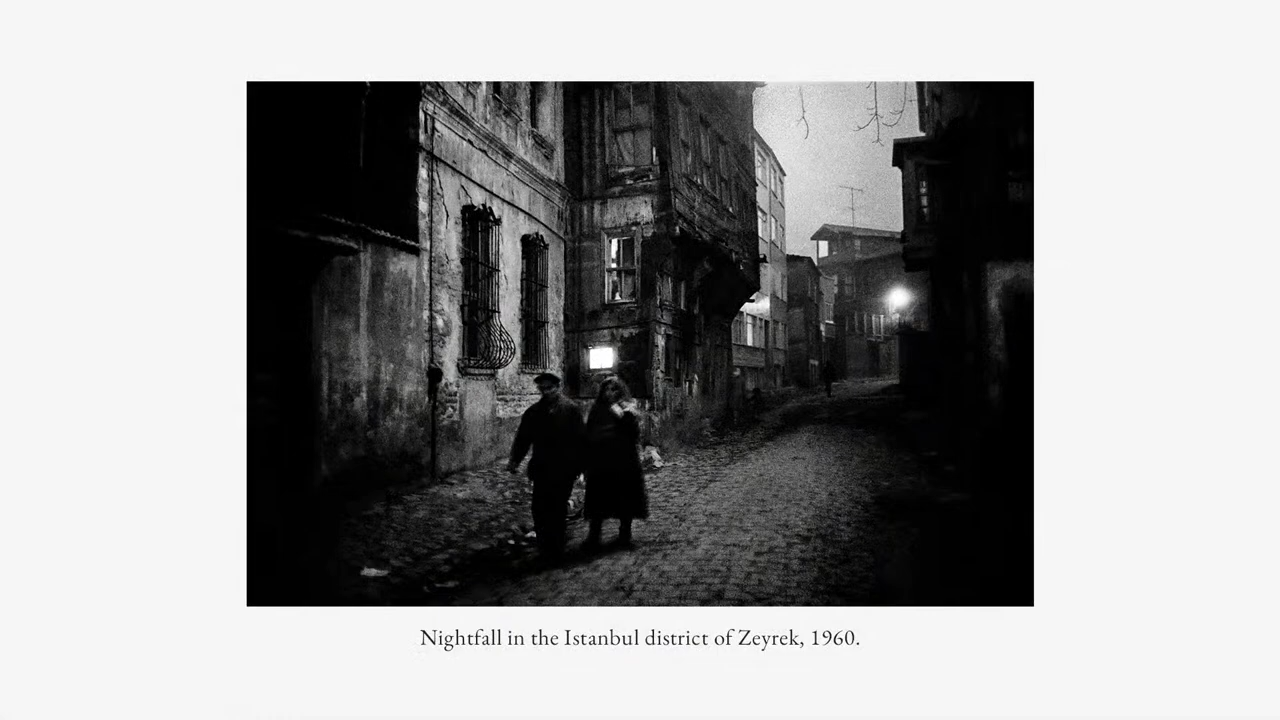 Nightfall in the Istanbul district of Zeyrek, 1960.